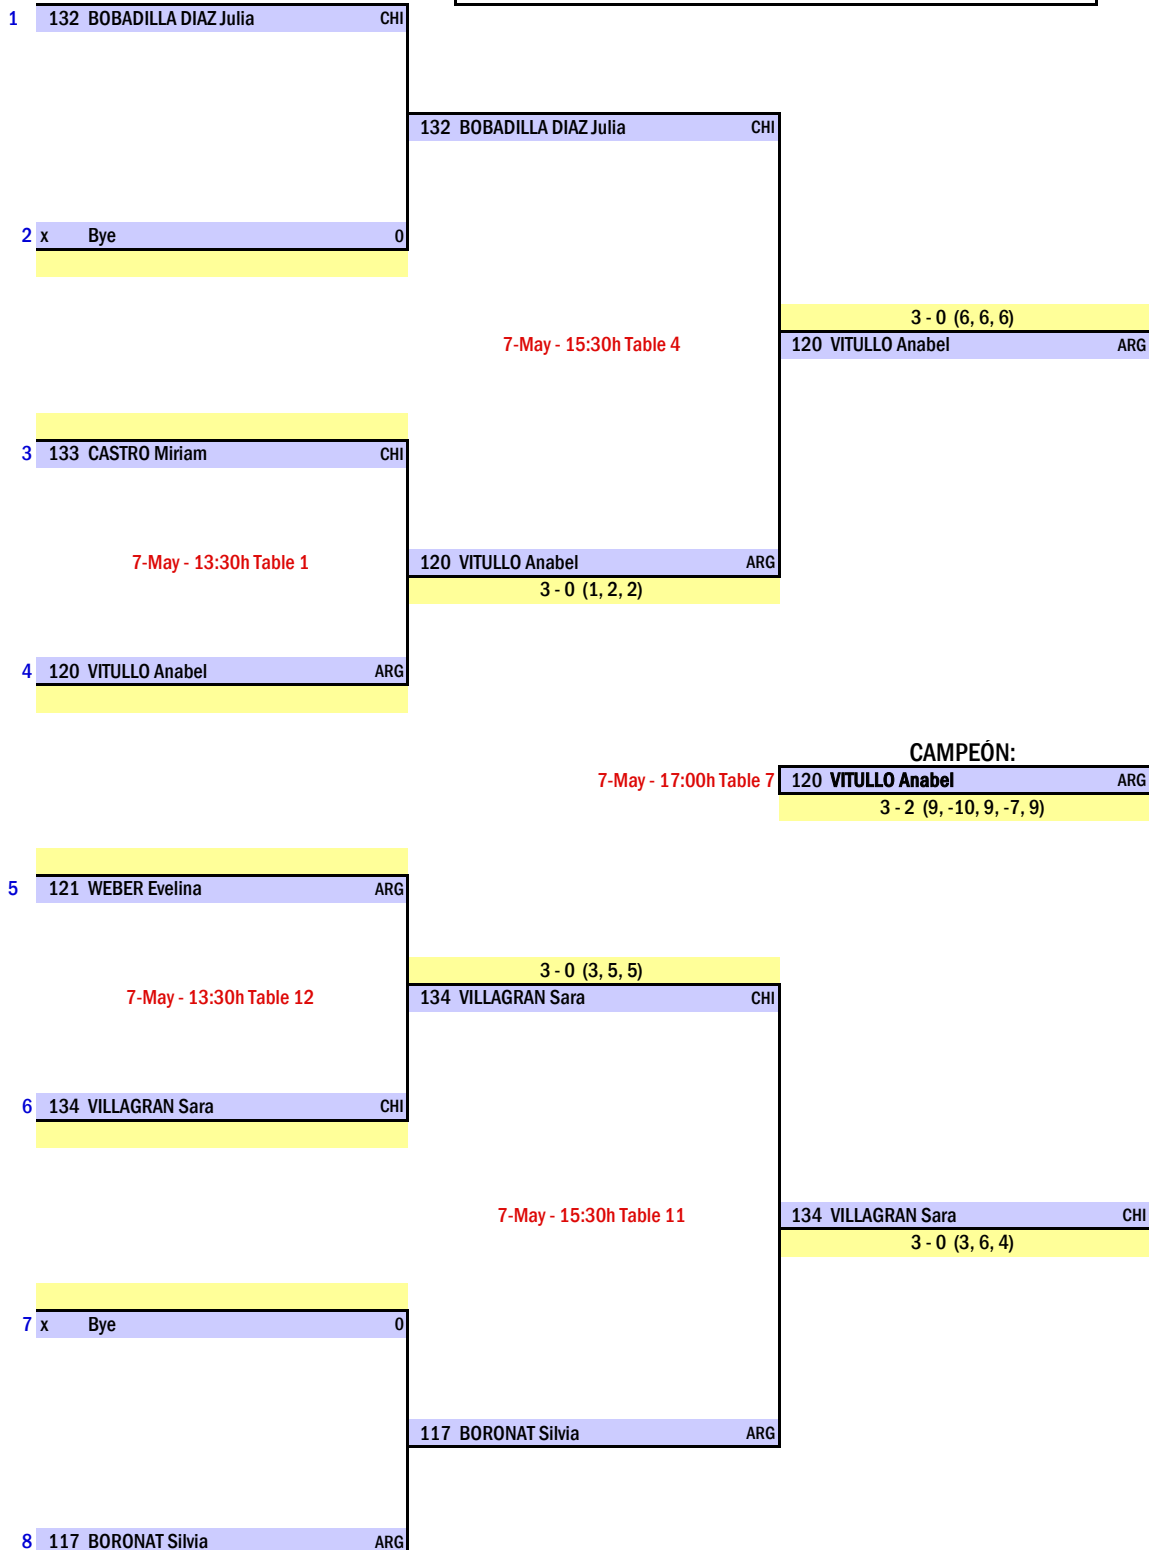 1 132 BOBADILLA DIAZ Julia CHI
132 BOBADILLA DIAZ Julia CHI
2 x Bye 0
3 - 0 (6, 6, 6)
7-May - 15:30h Table 4
120 VITULLO Anabel ARG
3 133 CASTRO Miriam CHI
7-May - 13:30h Table 1
120 VITULLO Anabel ARG
3 - 0 (1, 2, 2)
4 120 VITULLO Anabel ARG
CAMPEÓN:
7-May - 17:00h Table 7
120 VITULLO Anabel ARG
3 - 2 (9, -10, 9, -7, 9)
5 121 WEBER Evelina ARG
3 - 0 (3, 5, 5)
7-May - 13:30h Table 12
134 VILLAGRAN Sara CHI
6 134 VILLAGRAN Sara CHI
7-May - 15:30h Table 11
134 VILLAGRAN Sara CHI
3 - 0 (3, 6, 4)
7 x Bye 0
117 BORONAT Silvia ARG
8 117 BORONAT Silvia ARG